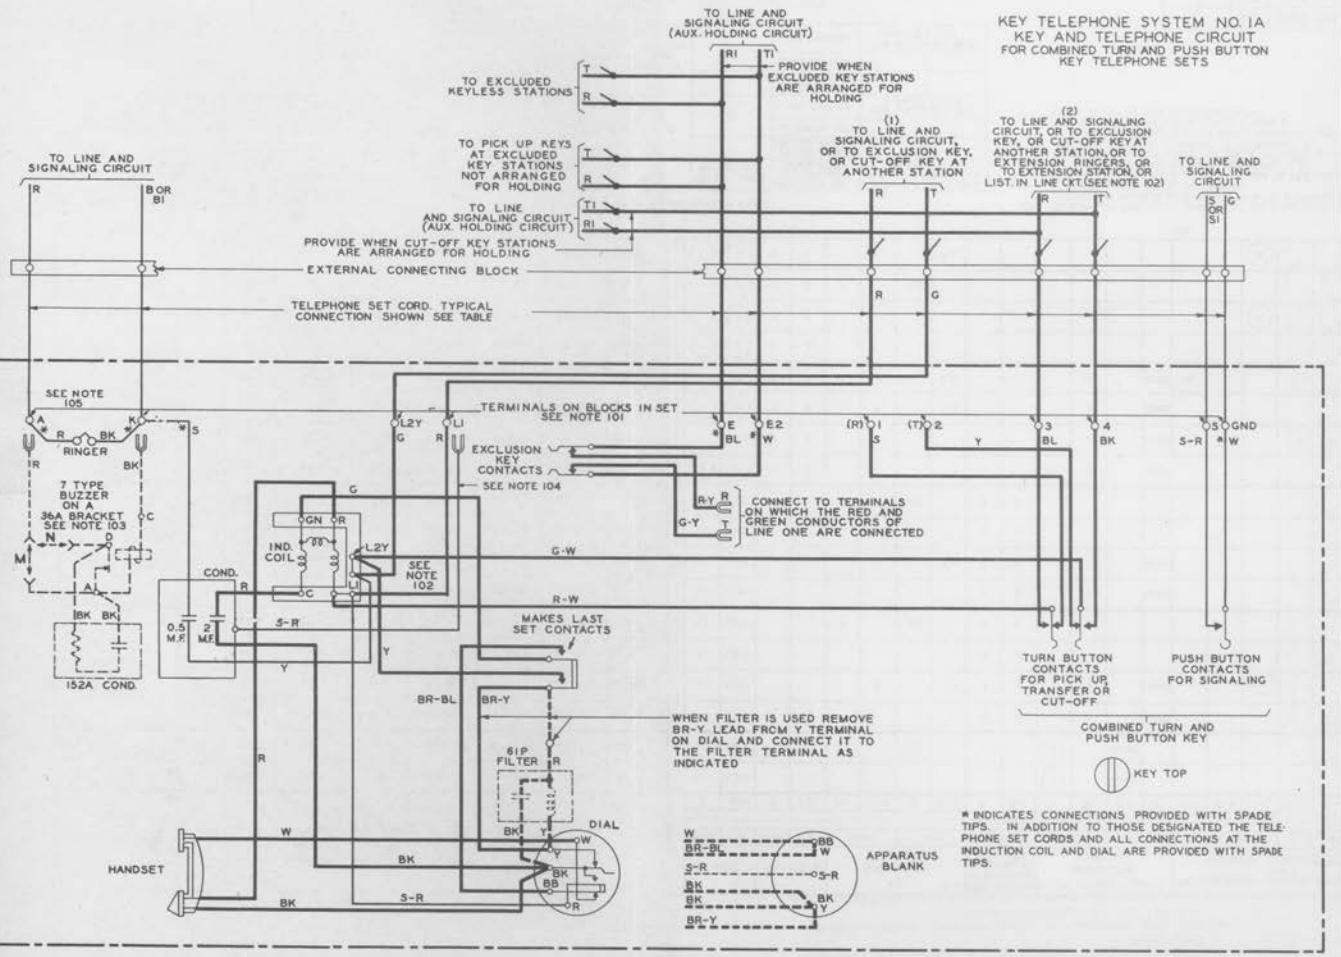 KEY TELEPHONE SYSTEM NO. 1A
KEY AND TELEPHONE CIRCUIT
FOR COMBINED TURN AND PUSH BUTTON
KEY TELEPHONE SETS
TO LINE AND
SIGNALING CIRCUIT
(AUX. HOLDING CIRCUIT)
R1 T1
PROVIDE WHEN
EXCLUDED KEY STATIONS
ARE ARRANGED FOR
HOLDING
TO EXCLUDED
KEYLESS STATIONS
T
R
TO PICK UP KEYS
AT EXCLUDED
KEY STATIONS
NOT ARRANGED
FOR HOLDING
T
R
TO LINE
AND SIGNALING CIRCUIT
(AUX. HOLDING CIRCUIT)
T1
R1
PROVIDE WHEN CUT-OFF KEY STATIONS
ARE ARRANGED FOR HOLDING
(1)
TO LINE AND
SIGNALING CIRCUIT,
OR TO EXCLUSION KEY,
OR CUT-OFF KEY AT
ANOTHER STATION
R T
(2)
TO LINE AND SIGNALING
CIRCUIT, OR TO EXCLUSION
KEY, OR CUT-OFF KEY AT
ANOTHER STATION, OR TO
EXTENSION RINGERS, OR
TO EXTENSION STATION, OR
LIST. IN LINE CKT. (SEE NOTE 102)
R T
TO LINE AND
SIGNALING
CIRCUIT
S OR S1
G
TO LINE AND
SIGNALING CIRCUIT
R
B OR
B1
EXTERNAL CONNECTING BLOCK
TELEPHONE SET CORD. TYPICAL
CONNECTION SHOWN SEE TABLE
R G
SEE NOTE
105
TERMINALS ON BLOCKS IN SET
SEE NOTE 101
A K
* *
R BK
RINGER
* S
L2Y L1
G R
E E2
* BL * W
(R) 1 (T) 2
S Y
3 4
BL BK
S GND
S-R * W
R BK
EXCLUSION
KEY
CONTACTS
SEE NOTE 104
R-Y R
G-Y T
CONNECT TO TERMINALS
ON WHICH THE RED AND
GREEN CONDUCTORS OF
LINE ONE ARE CONNECTED
7 TYPE
BUZZER
ON A
36A BRACKET
SEE NOTE 103
N D C
M
A
BK BK
152A COND.
G
GN R
IND.
COIL
L2Y
L1
C
SEE
NOTE
102
G-W
R-W
COND.
R
0.5
M.F.
2
M.F.
S-R
Y Y
MAKES LAST
SET CONTACTS
BR-BL BR-Y
TURN BUTTON
CONTACTS
FOR PICK UP,
TRANSFER OR
CUT-OFF
PUSH BUTTON
CONTACTS
FOR SIGNALING
COMBINED TURN AND
PUSH BUTTON KEY
KEY TOP
WHEN FILTER IS USED REMOVE
BR-Y LEAD FROM Y TERMINAL
ON DIAL AND CONNECT IT TO
THE FILTER TERMINAL AS
INDICATED
61P
FILTER
R
R
BK Y
DIAL
W
Y
BK
BB
R
HANDSET
W
BK
S-R
BK
W
BR-BL
S-R
BK
BK
BR-Y
BB
W
S-R
BK
Y
APPARATUS
BLANK
* INDICATES CONNECTIONS PROVIDED WITH SPADE
TIPS. IN ADDITION TO THOSE DESIGNATED THE TELE-
PHONE SET CORDS AND ALL CONNECTIONS AT THE
INDUCTION COIL AND DIAL ARE PROVIDED WITH SPADE
TIPS.